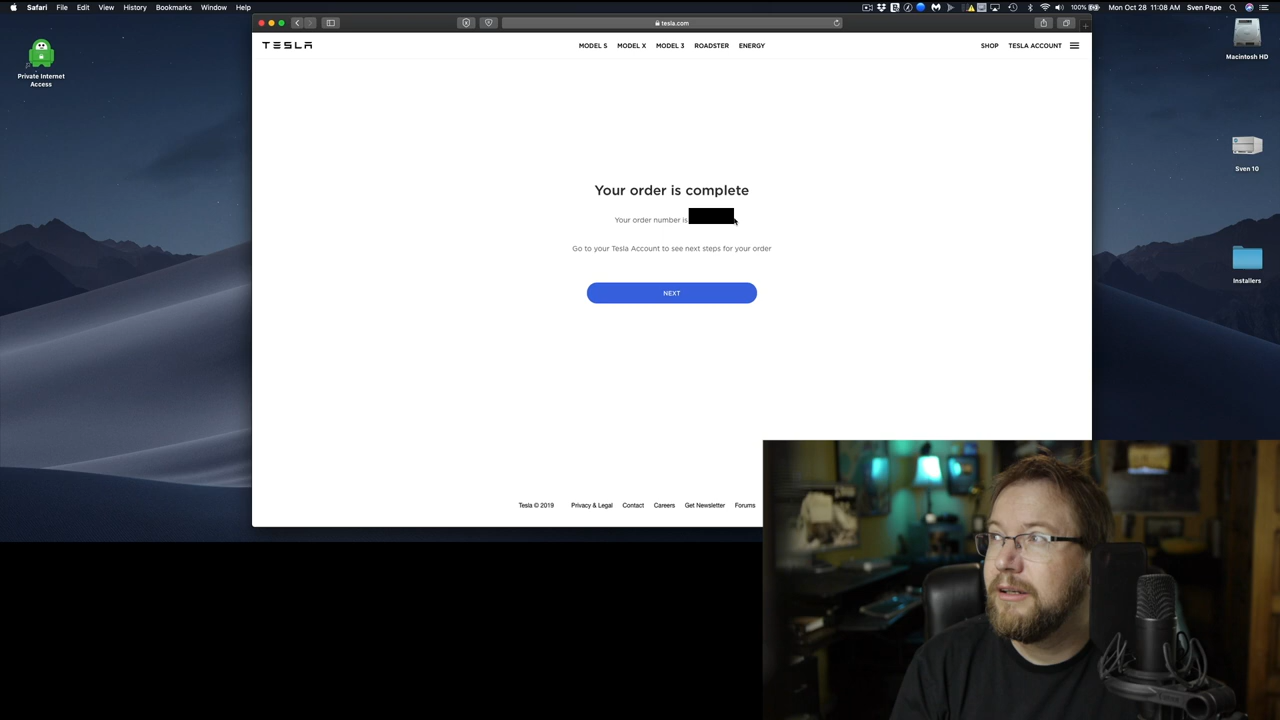 Safari File Edit View History Bookmarks Window Help
100% Mon Oct 28 11:08 AM Sven Pape
tesla.com
TESLA MODEL S MODEL X MODEL 3 ROADSTER ENERGY SHOP TESLA ACCOUNT
Private Internet
Access
Macintosh HD
Sven 10
Installers
Your order is complete
Your order number is
Go to your Tesla Account to see next steps for your order
NEXT
Tesla © 2019 Privacy & Legal Contact Careers Get Newsletter Forums